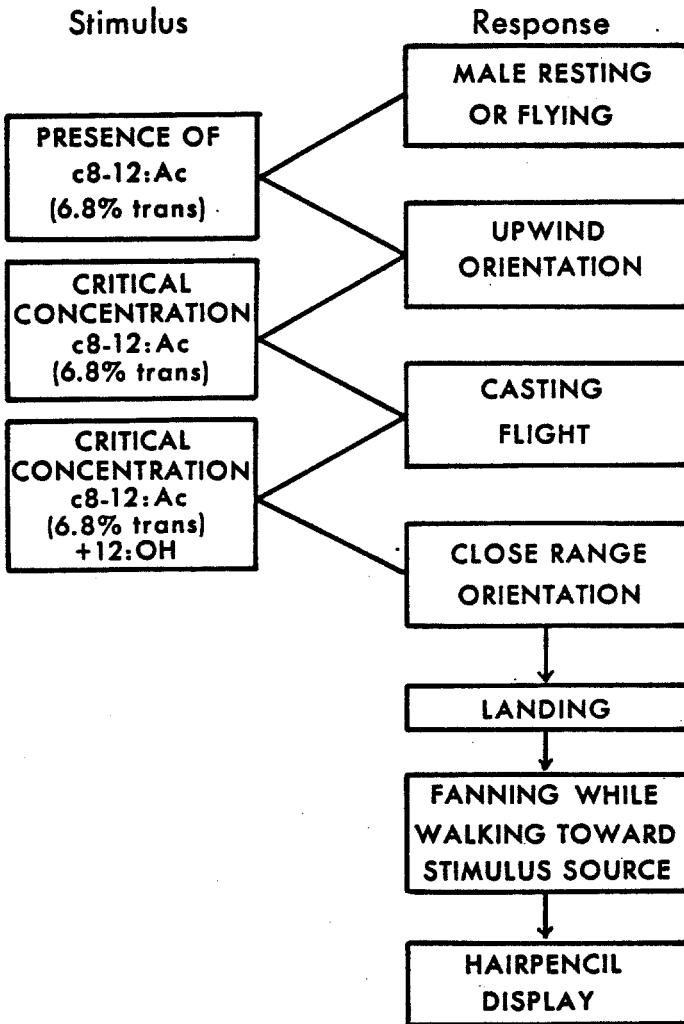 Stimulus
Response
MALE RESTING
OR FLYING
PRESENCE OF
c8-12:Ac
(6.8% trans)
UPWIND
ORIENTATION
CRITICAL
CONCENTRATION
c8-12:Ac
(6.8% trans)
CASTING
FLIGHT
CRITICAL
CONCENTRATION
c8-12:Ac
(6.8% trans)
+12:OH
CLOSE RANGE
ORIENTATION
LANDING
FANNING WHILE
WALKING TOWARD
STIMULUS SOURCE
HAIRPENCIL
DISPLAY